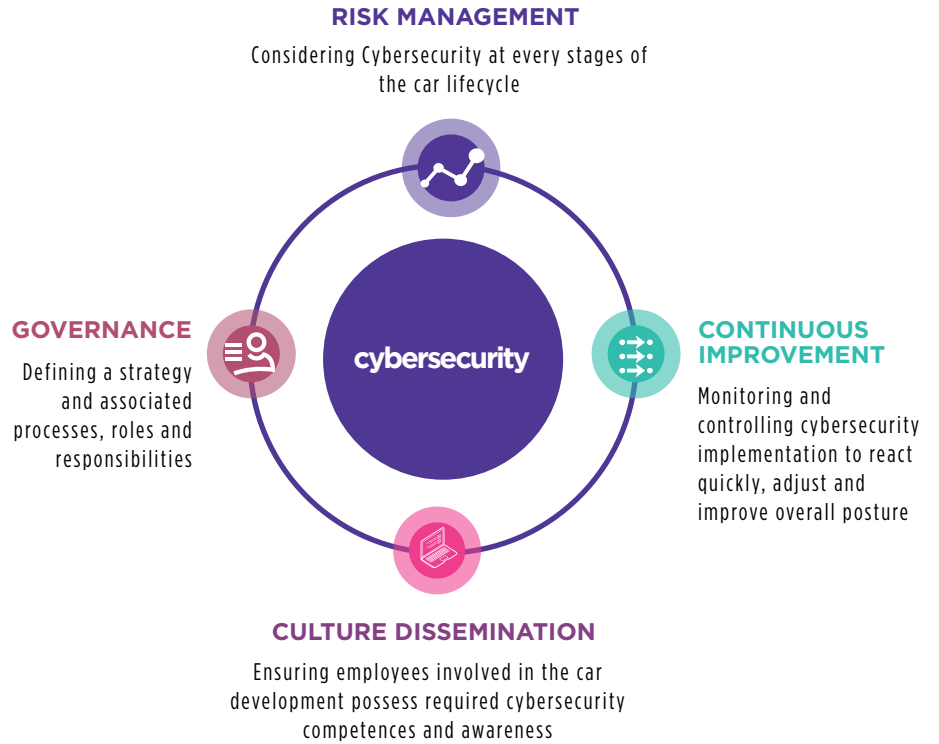 RISK MANAGEMENT
Considering Cybersecurity at every stages of
the car lifecycle
GOVERNANCE
Defining a strategy
and associated
processes, roles and
responsibilities
cybersecurity
CONTINUOUS
IMPROVEMENT
Monitoring and
controlling cybersecurity
implementation to react
quickly, adjust and
improve overall posture
CULTURE DISSEMINATION
Ensuring employees involved in the car
development possess required cybersecurity
competences and awareness